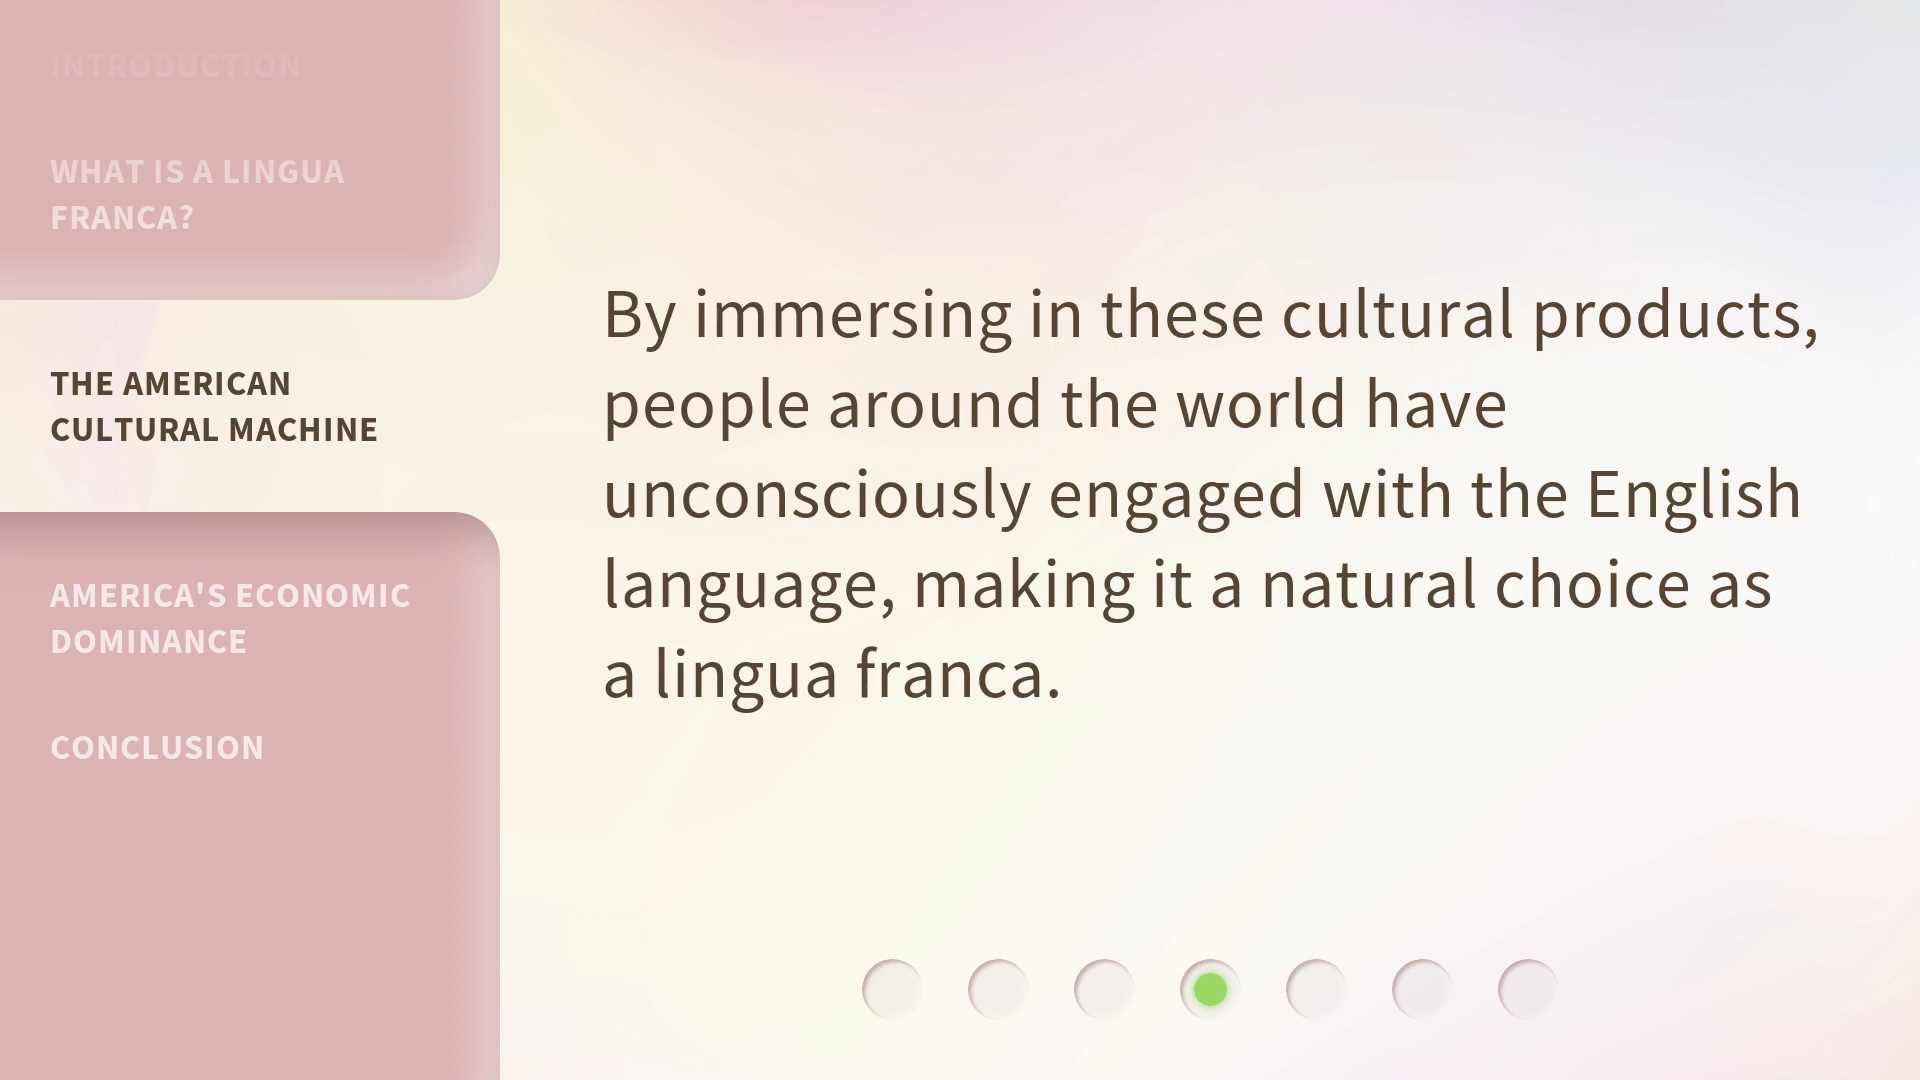 INTRODUCTION
WHAT IS A LINGUA
FRANCA?
THE AMERICAN
CULTURAL MACHINE
AMERICA'S ECONOMIC
DOMINANCE
CONCLUSION
By immersing in these cultural products,
people around the world have
unconsciously engaged with the English
language, making it a natural choice as
a lingua franca.